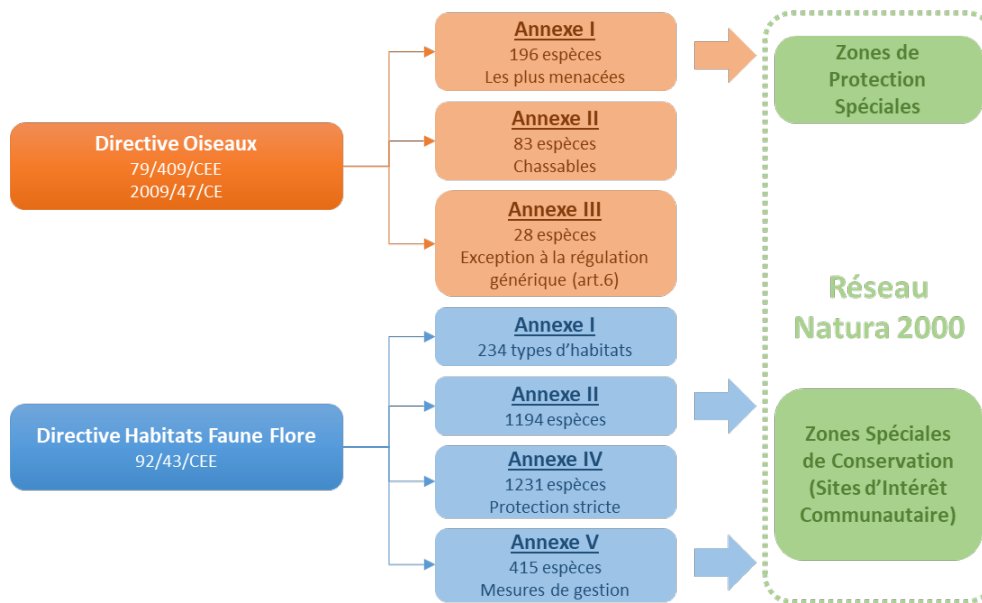 Directive Oiseaux
79/409/CEE
2009/47/CE
Annexe I
196 espèces
Les plus menacées
Annexe II
83 espèces
Chassables
Annexe III
28 espèces
Exception à la régulation
générique (art.6)
Zones de
Protection
Spéciales
Réseau
Natura 2000
Directive Habitats Faune Flore
92/43/CEE
Annexe I
234 types d'habitats
Annexe II
1194 espèces
Annexe IV
1231 espèces
Protection stricte
Annexe V
415 espèces
Mesures de gestion
Zones Spéciales
de Conservation
(Sites d'Intérêt
Communautaire)